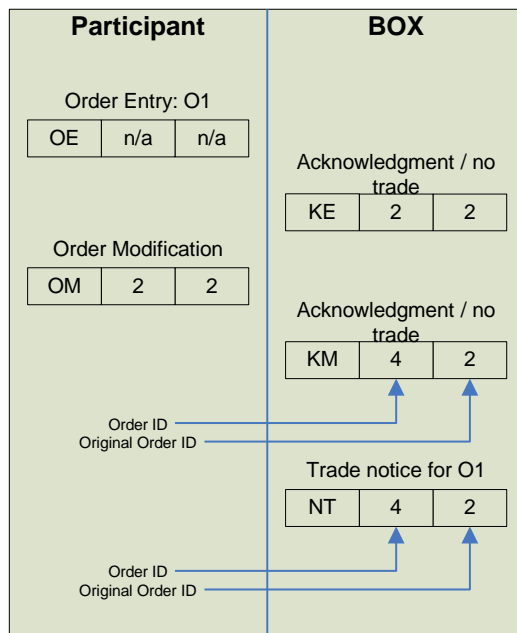 Participant
BOX
Order Entry: O1
OE n/a n/a
Acknowledgment / no
trade
KE 2 2
Order Modification
OM 2 2
Acknowledgment / no
trade
KM 4 2
Order ID
Original Order ID
Trade notice for O1
NT 4 2
Order ID
Original Order ID